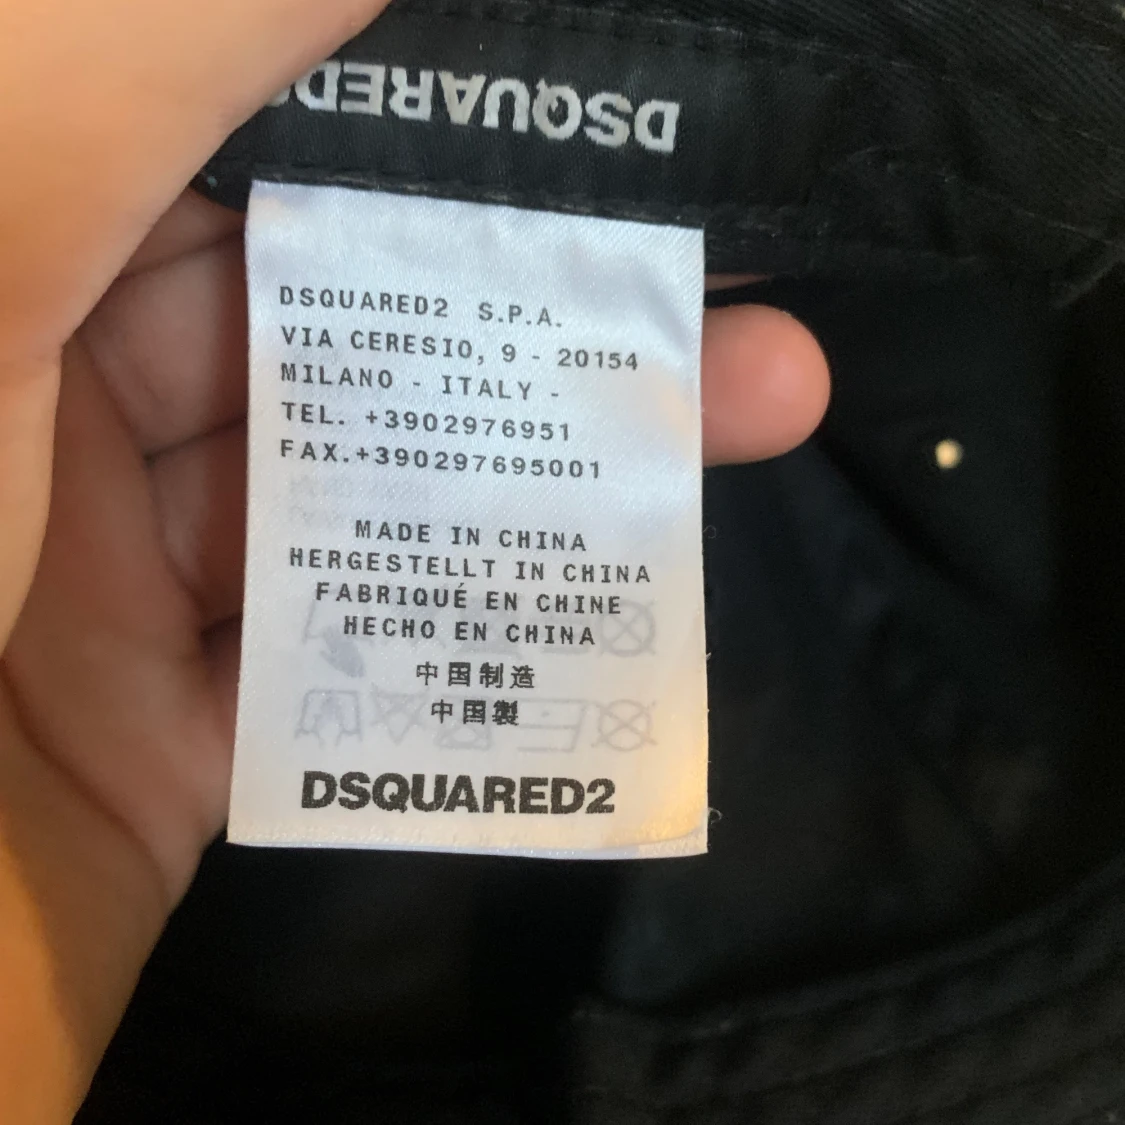 DSQUARED
DSQUARED2 S.P.A.
VIA CERESIO, 9 - 20154
MILANO - ITALY -
TEL. +3902976951
FAX.+390297695001
MADE IN CHINA
HERGESTELLT IN CHINA
FABRIQUÉ EN CHINE
HECHO EN CHINA
中国制造
中国製
DSQUARED2